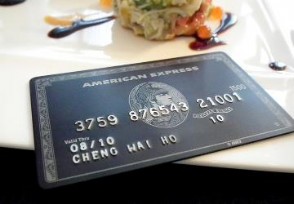 AMERICAN EXPRESS
3759 876543 21001
08/10 10
CHENG WAI HO